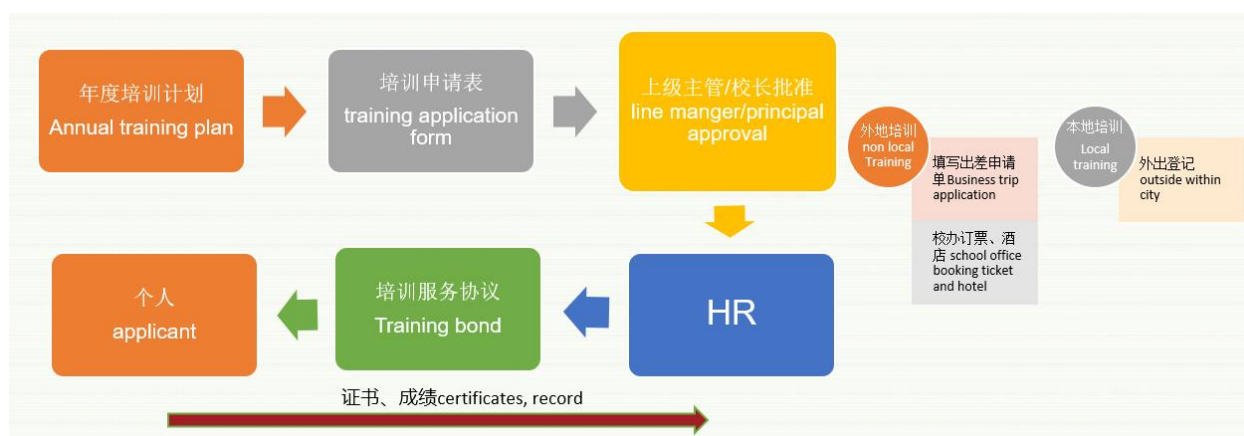 年度培训计划
Annual training plan
培训申请表
training application
form
上级主管/校长批准
line manger/principal
approval
外地培训
non local
Training
填写出差申请
单Business trip
application
校办订票、酒
店 school office
booking ticket
and hotel
本地培训
Local
training
外出登记
outside within
city
个人
applicant
培训服务协议
Training bond
HR
证书、成绩certificates, record